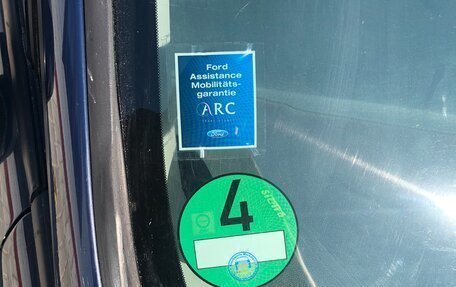 Ford
Assistance
Mobilitäts-
garantie
ARC
Ford
4